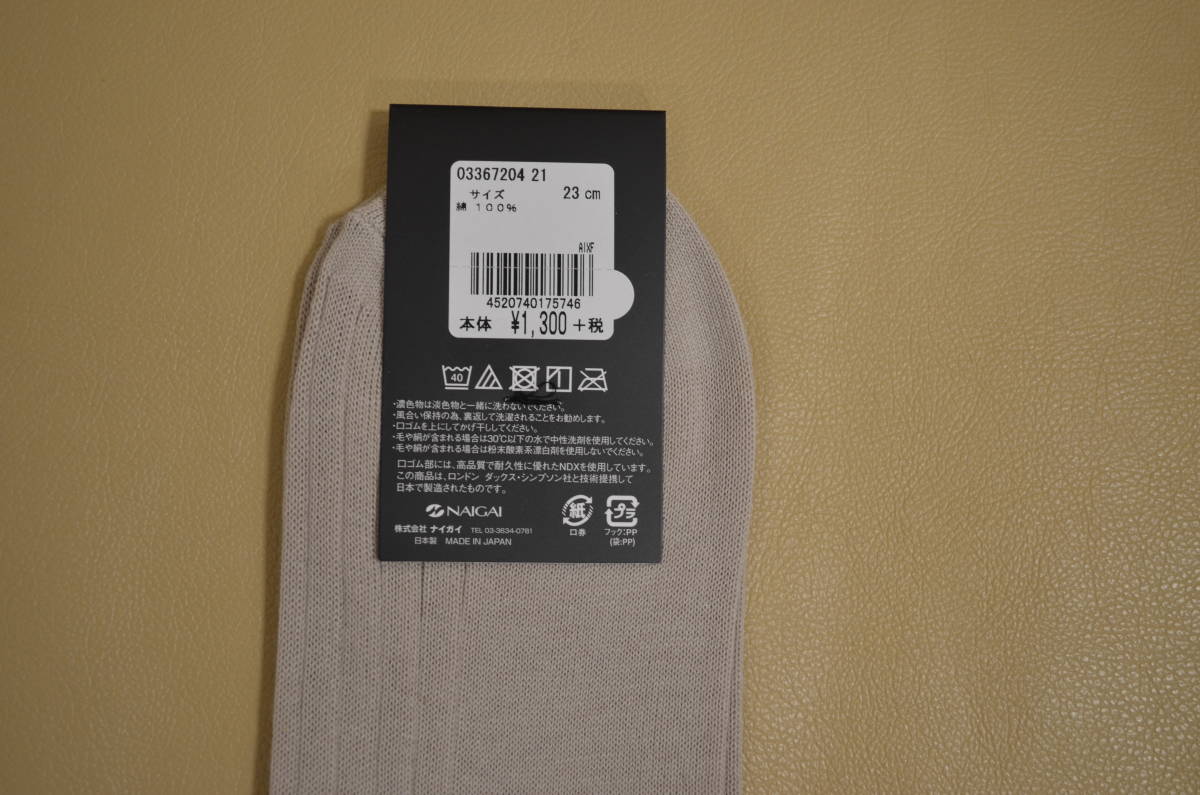 03367204 21
サイズ 23 cm
綿 100%
AIXF
4520740175746
本体 ¥1,300 +税
40
・濃色物は淡色物と一緒に洗わないでください。
・風合い保持の為、裏返して洗濯されることをお勧めします。
・口ゴムを上にしてかげ干ししてください。
・毛や絹が含まれる場合は30℃以下の水で中性洗剤を使用してください。
・毛や絹が含まれる場合は粉末酸素系漂白剤を使用しないでください。
口ゴム部には、高品質で耐久性に優れたNDXを使用しています。
この商品は、ロンドン ダックス・シンプソン社と技術提携して
日本で製造されたものです。
NAIGAI
株式会社 ナイガイ TEL 03-3634-0781
日本製 MADE IN JAPAN
紙
口券
プラ
フック:PP
(袋:PP)